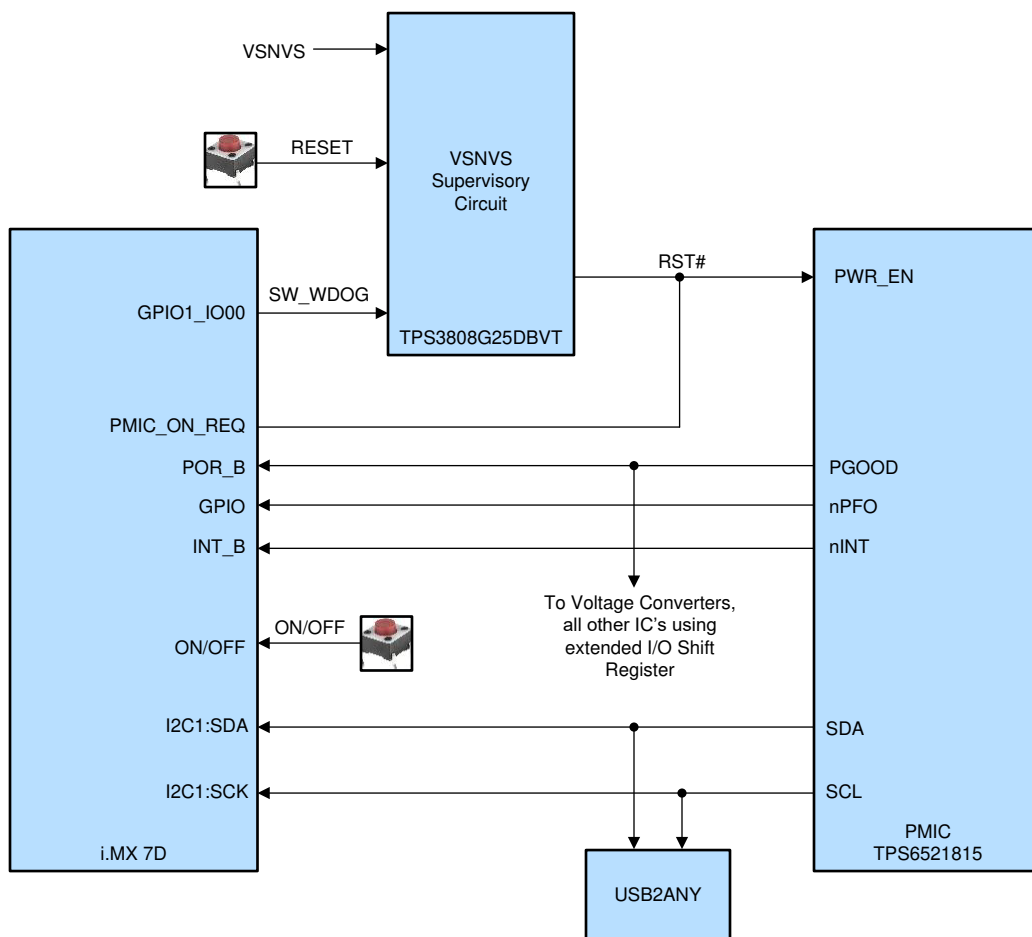 VSNVS
RESET
VSNVS
Supervisory
Circuit
RST#
PWR_EN
SW_WDOG
GPIO1_IO00
TPS3808G25DBVT
PMIC_ON_REQ
POR_B
PGOOD
GPIO
nPFO
INT_B
nINT
To Voltage Converters,
all other IC's using
extended I/O Shift
Register
ON/OFF
ON/OFF
I2C1:SDA
SDA
I2C1:SCK
SCL
i.MX 7D
PMIC
TPS6521815
USB2ANY